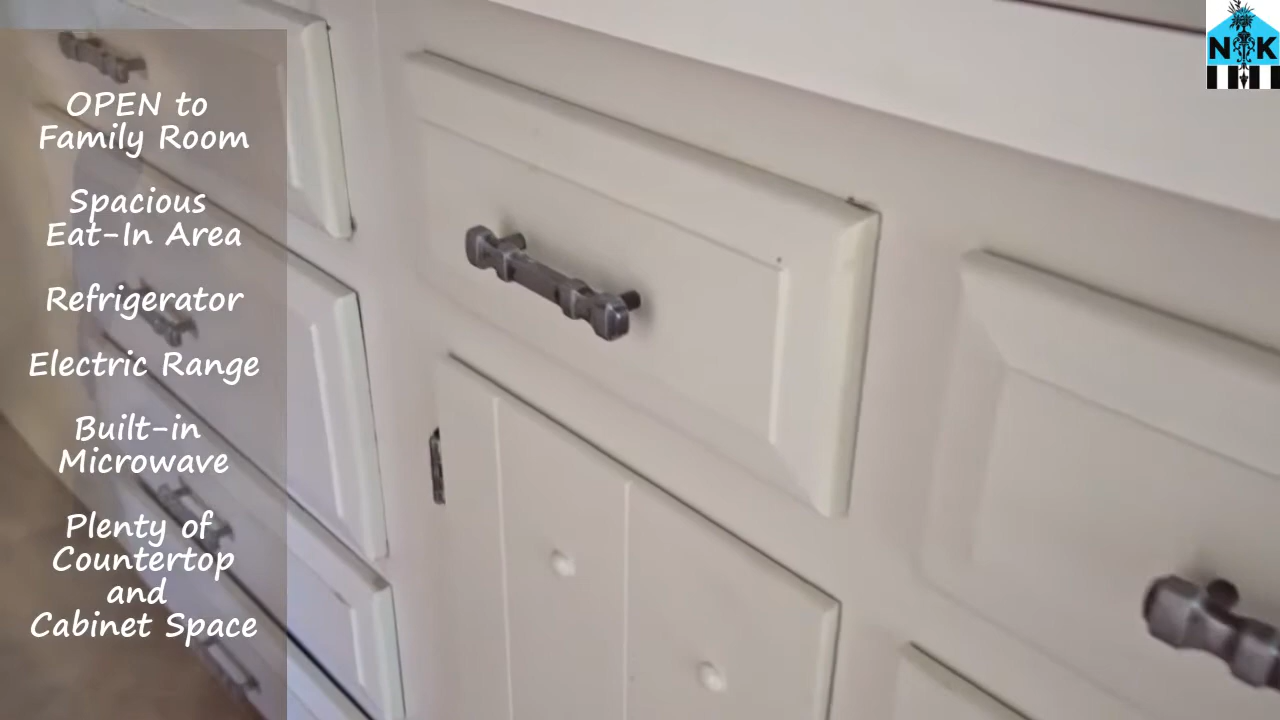 NK
OPEN to
Family Room
Spacious
Eat-In Area
Refrigerator
Electric Range
Built-in
Microwave
Plenty of
Countertop
and
Cabinet Space